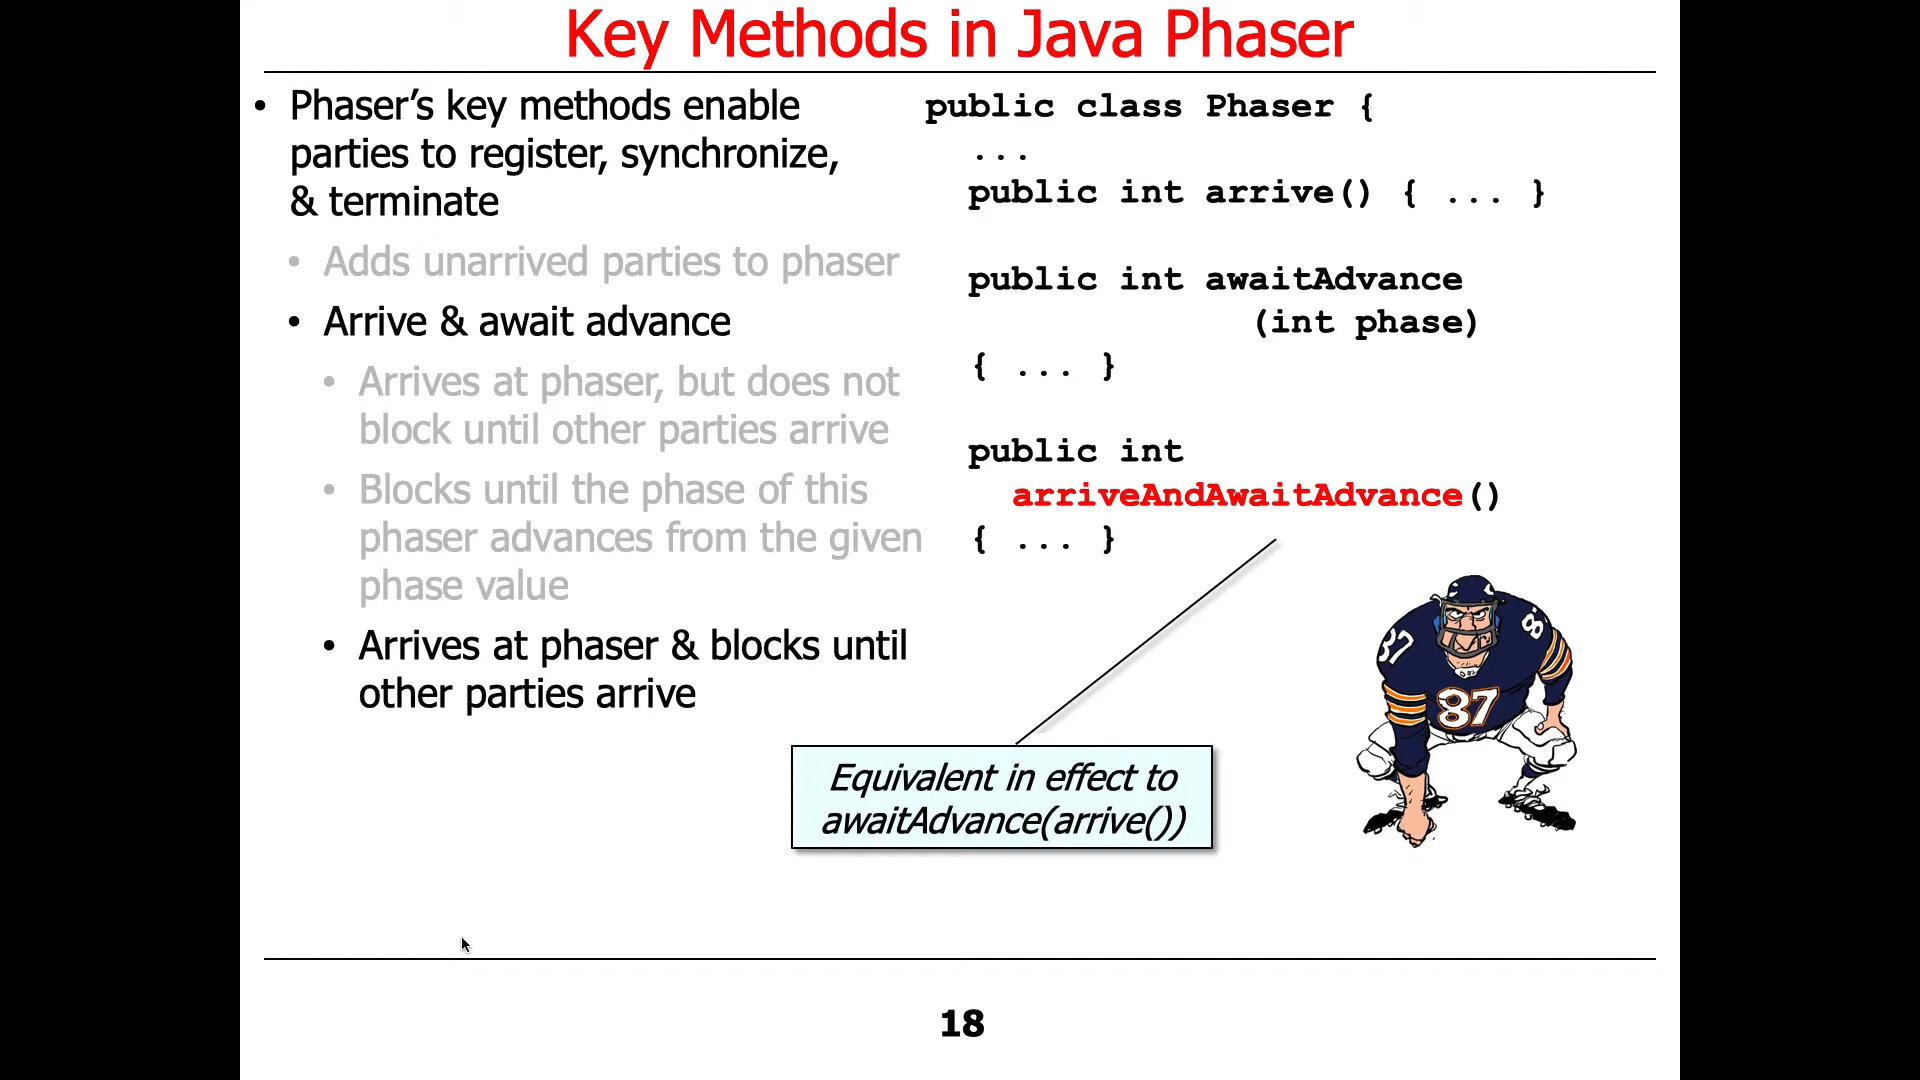 Key Methods in Java Phaser
• Phaser’s key methods enable
parties to register, synchronize,
& terminate
• Adds unarrived parties to phaser
• Arrive & await advance
• Arrives at phaser, but does not
block until other parties arrive
• Blocks until the phase of this
phaser advances from the given
phase value
• Arrives at phaser & blocks until
other parties arrive
public class Phaser {
...
public int arrive() { ... }
public int awaitAdvance
(int phase)
{ ... }
public int
arriveAndAwaitAdvance()
{ ... }
Equivalent in effect to
awaitAdvance(arrive())
87
8
87
18